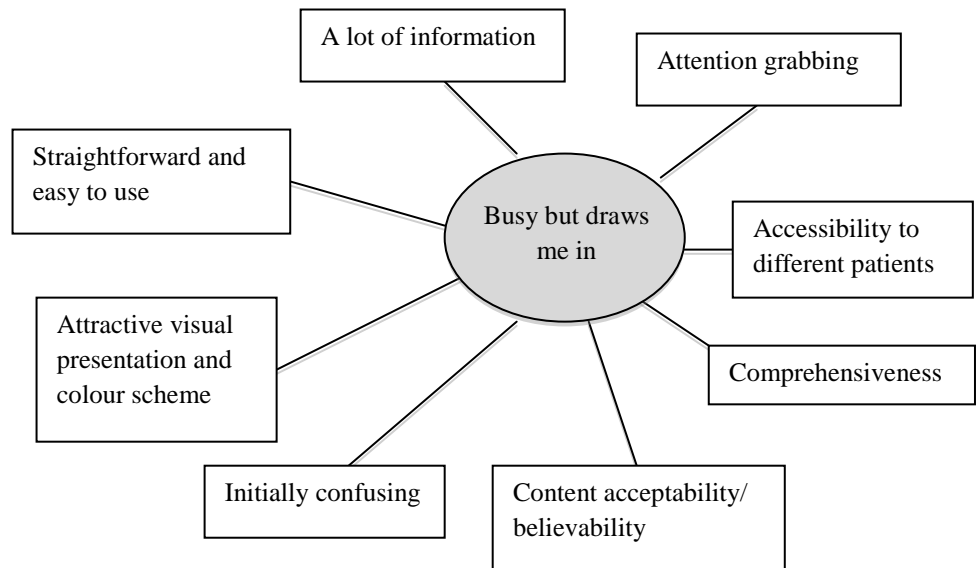 A lot of information
Attention grabbing
Straightforward and
easy to use
Busy but draws
me in
Accessibility to
different patients
Attractive visual
presentation and
colour scheme
Comprehensiveness
Initially confusing
Content acceptability/
believability